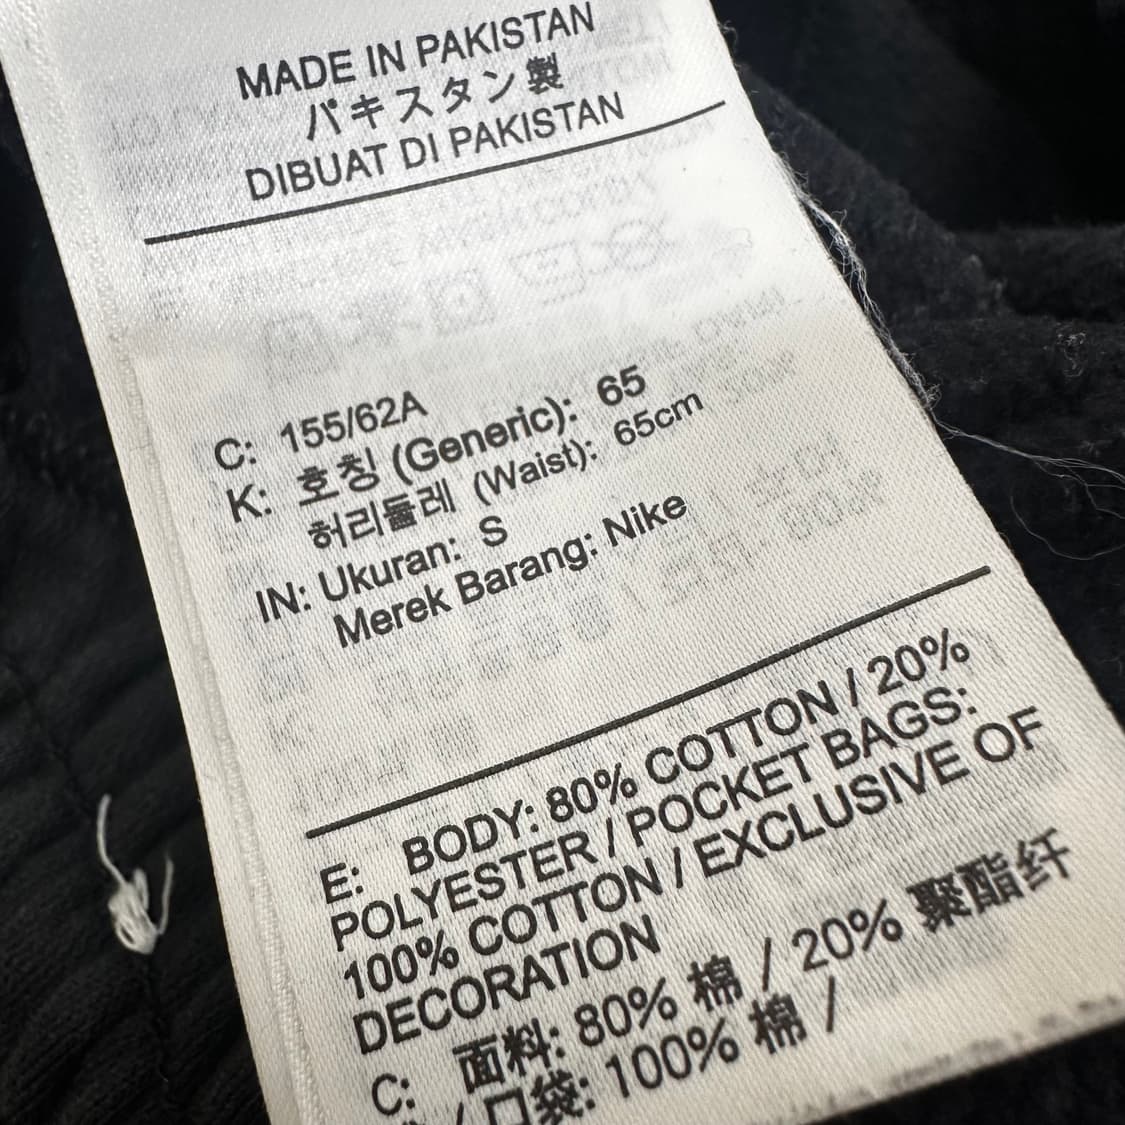 MADE IN PAKISTAN
パキスタン製
DIBUAT DI PAKISTAN
C: 155/62A
K: 호칭 (Generic): 65
허리둘레 (Waist): 65cm
IN: Ukuran: S
Merek Barang: Nike
E: BODY: 80% COTTON / 20%
POLYESTER / POCKET BAGS:
100% COTTON / EXCLUSIVE OF
DECORATION
C: 面料: 80% 棉 / 20% 聚酯纤
/ 口袋: 100% 棉 /